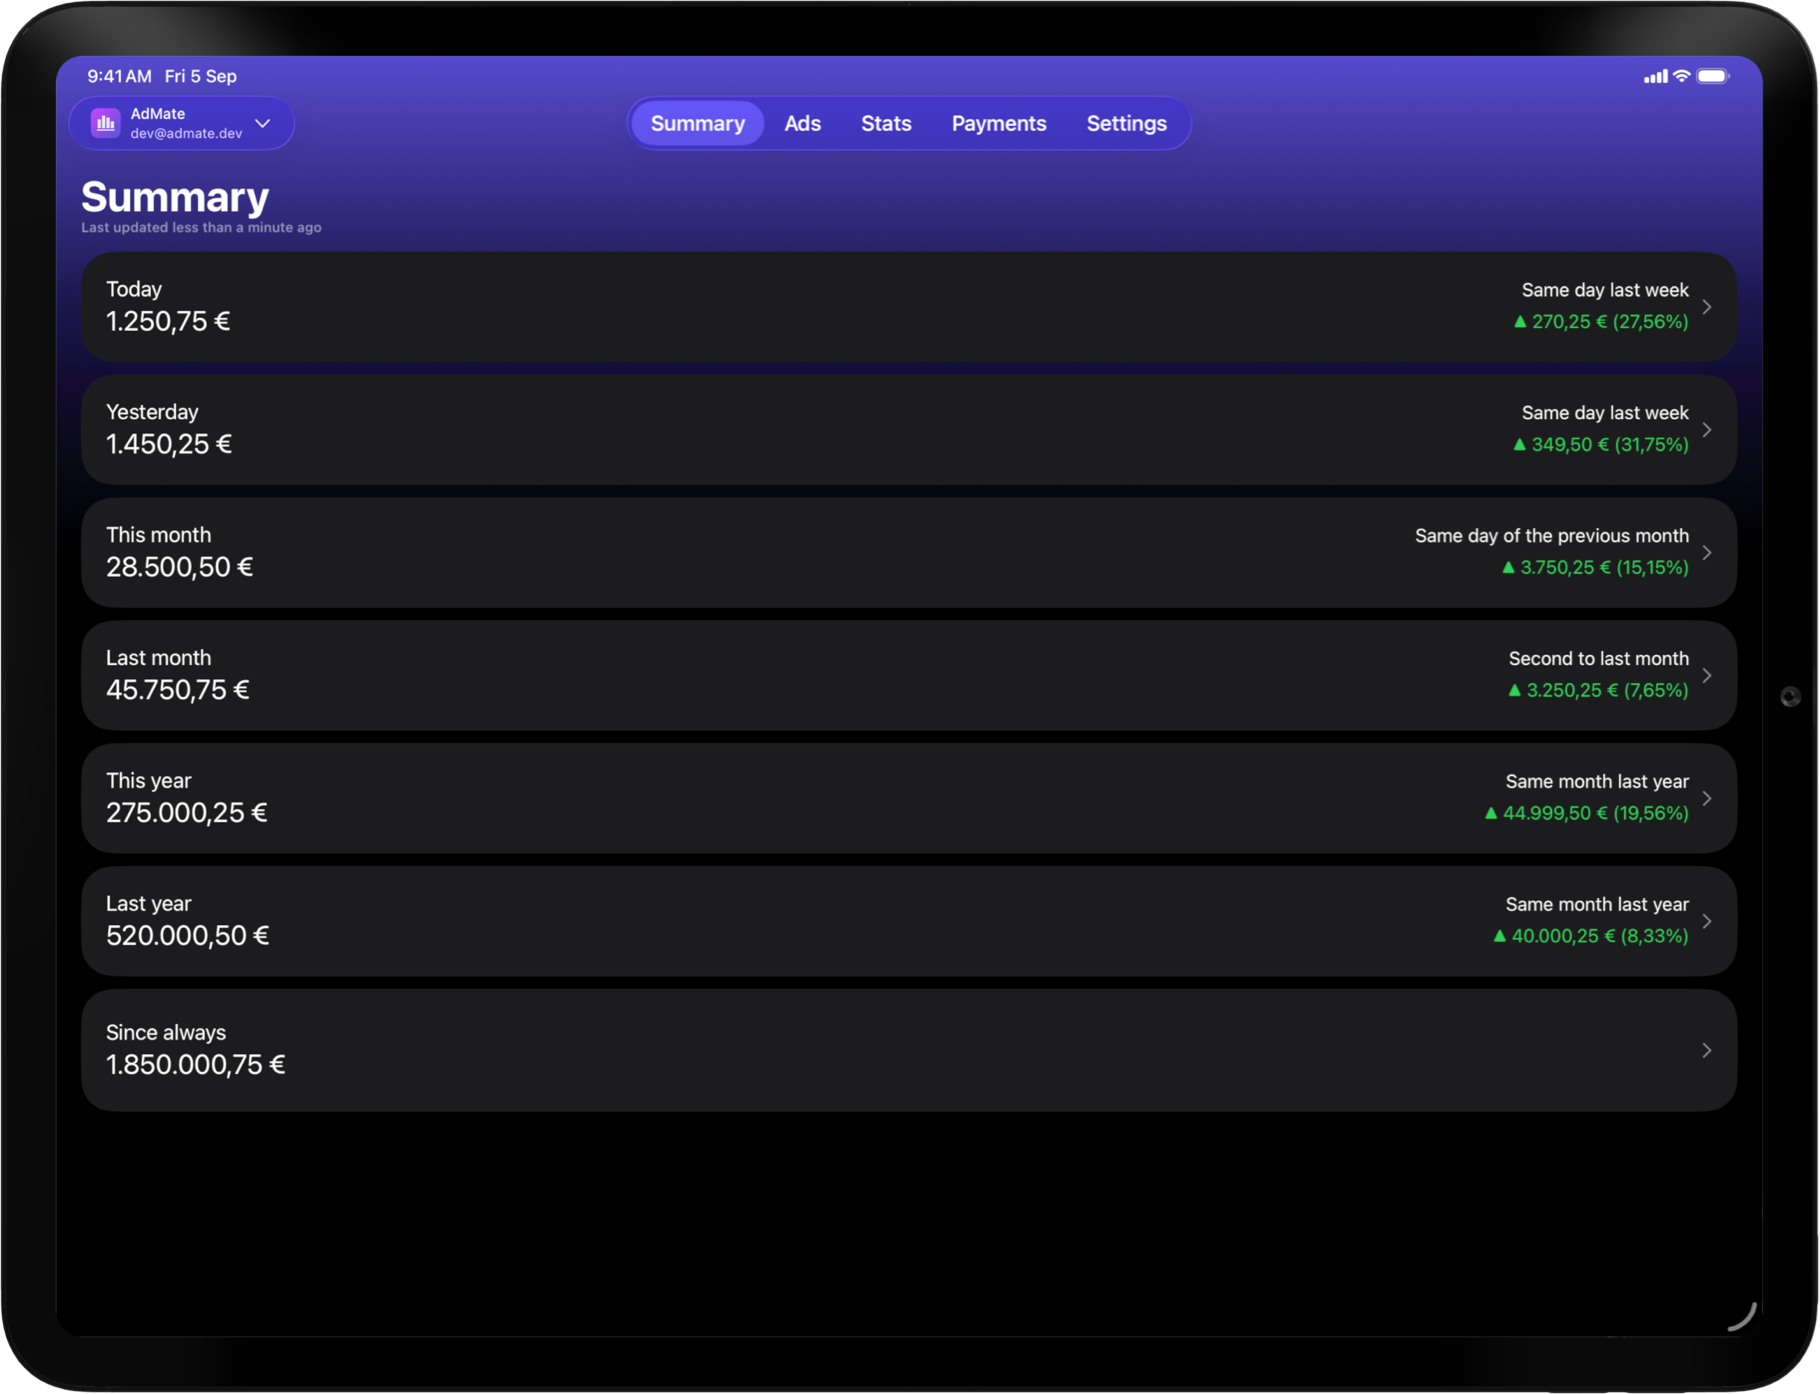 9:41 AM Fri 5 Sep
AdMate
dev@admate.dev
Summary Ads Stats Payments Settings
Summary
Last updated less than a minute ago
Today
1.250,75 €
Same day last week
▲ 270,25 € (27,56%)
Yesterday
1.450,25 €
Same day last week
▲ 349,50 € (31,75%)
This month
28.500,50 €
Same day of the previous month
▲ 3.750,25 € (15,15%)
Last month
45.750,75 €
Second to last month
▲ 3.250,25 € (7,65%)
This year
275.000,25 €
Same month last year
▲ 44.999,50 € (19,56%)
Last year
520.000,50 €
Same month last year
▲ 40.000,25 € (8,33%)
Since always
1.850.000,75 €